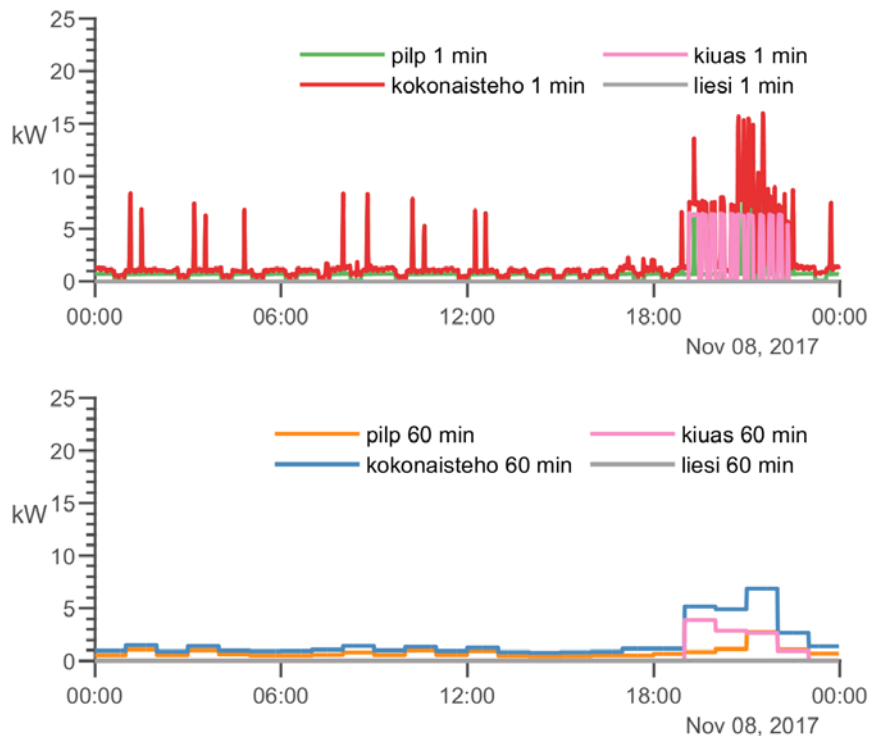 25
20
15
kW
10
5
0
pilp 1 min
kiuas 1 min
kokonaisteho 1 min
liesi 1 min
00:00 06:00 12:00 18:00 00:00
Nov 08, 2017
25
20
15
kW
10
5
0
pilp 60 min
kiuas 60 min
kokonaisteho 60 min
liesi 60 min
00:00 06:00 12:00 18:00 00:00
Nov 08, 2017